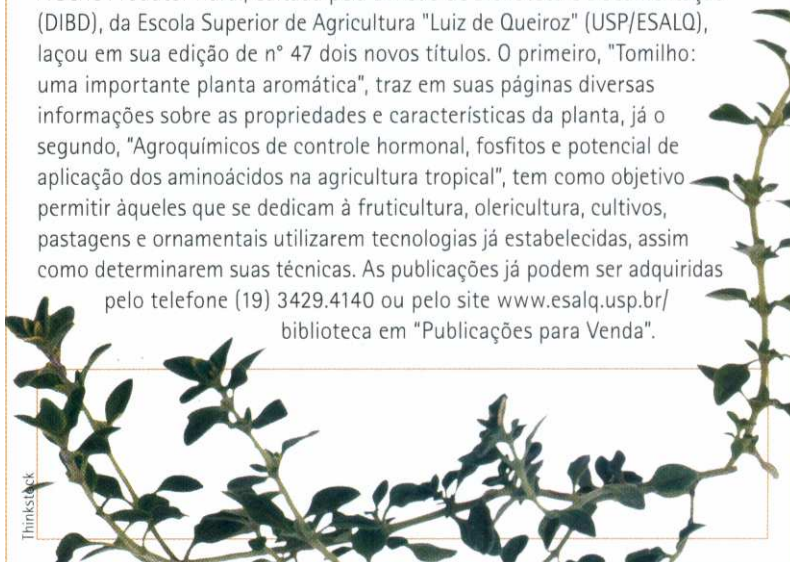 (DIBD), da Escola Superior de Agricultura "Luiz de Queiroz" (USP/ESALQ),
laçou em sua edição de n° 47 dois novos títulos. O primeiro, "Tomilho:
uma importante planta aromática", traz em suas páginas diversas
informações sobre as propriedades e características da planta, já o
segundo, "Agroquímicos de controle hormonal, fosfitos e potencial de
aplicação dos aminoácidos na agricultura tropical", tem como objetivo
permitir àqueles que se dedicam à fruticultura, olericultura, cultivos,
pastagens e ornamentais utilizarem tecnologias já estabelecidas, assim
como determinarem suas técnicas. As publicações já podem ser adquiridas
pelo telefone (19) 3429.4140 ou pelo site www.esalq.usp.br/
biblioteca em "Publicações para Venda".
Thinkstock